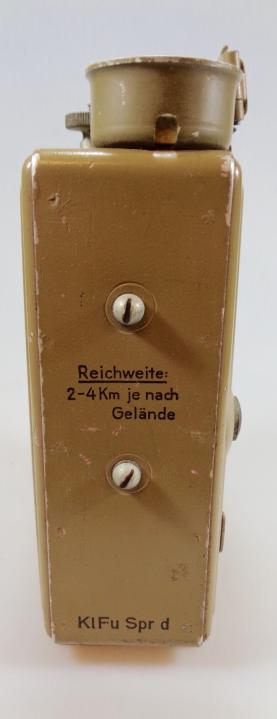 Reichweite:
2-4Km je nach
Gelände
KlFu Spr d